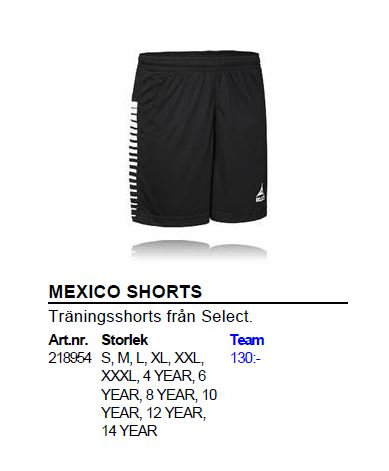 SELECT
MEXICO SHORTS
Träningsshorts från Select.
Art.nr. Storlek Team
218954 S, M, L, XL, XXL, 130:-
XXXL, 4 YEAR, 6
YEAR, 8 YEAR, 10
YEAR, 12 YEAR,
14 YEAR